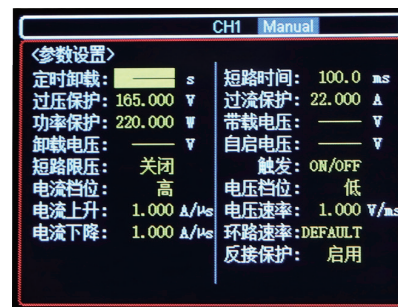 CH1 Manual
〈参数设置〉
定时卸载: ——— s 短路时间: 100.0 ms
过压保护: 165.000 V 过流保护: 22.000 A
功率保护: 220.000 W 带载电压: ——— V
卸载电压: ——— V 自启电压: ——— V
短路限压: 关闭 触发: ON/OFF
电流档位: 高 电压档位: 低
电流上升: 1.000 A/μs 电压速率: 1.000 V/ms
电流下降: 1.000 A/μs 环路速率:DEFAULT
反接保护: 启用